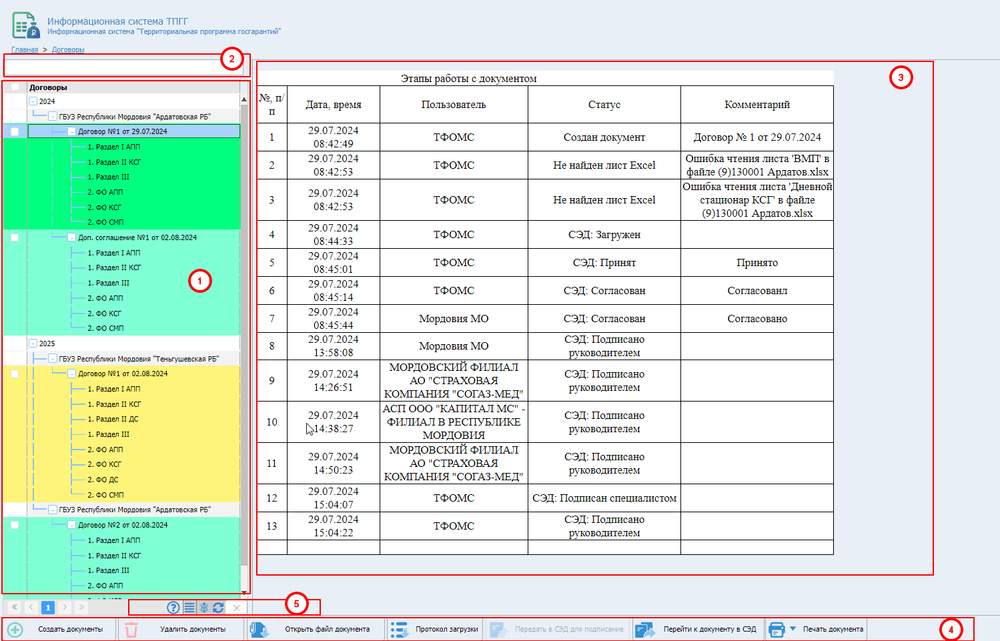 Информационная система ТПГГ
Информационная система "Территориальная программа госгарантий"
Главная > Договоры
2
Договоры
2024
ГБУЗ Республики Мордовия "Ардатовская РБ"
Договор №1 от 29.07.2024
1. Раздел I АПП
1. Раздел II КСГ
1. Раздел III
2. ФО АПП
2. ФО КСГ
2. ФО СМП
Доп. соглашение №1 от 02.08.2024
1. Раздел I АПП
1. Раздел II КСГ
1. Раздел III
2. ФО АПП
2. ФО КСГ
2. ФО СМП
1
2025
ГБУЗ Республики Мордовия "Теньгушевская РБ"
Договор №1 от 02.08.2024
1. Раздел I АПП
1. Раздел II КСГ
1. Раздел II ДС
1. Раздел III
2. ФО АПП
2. ФО КСГ
2. ФО ДС
2. ФО СМП
ГБУЗ Республики Мордовия "Ардатовская РБ"
Договор №2 от 02.08.2024
1. Раздел I АПП
1. Раздел II КСГ
1. Раздел III
2. ФО АПП
« < 1 > »
5
3
Этапы работы с документом
№, п/
п
Дата, время
Пользователь
Статус
Комментарий
1
29.07.2024
08:42:49
ТФОМС
Создан документ
Договор № 1 от 29.07.2024
2
29.07.2024
08:42:53
ТФОМС
Не найден лист Excel
Ошибка чтения листа 'ВМП' в
файле (9)130001 Ардатов.xlsx
3
29.07.2024
08:42:53
ТФОМС
Не найден лист Excel
Ошибка чтения листа 'Дневной
стационар КСГ' в файле
(9)130001 Ардатов.xlsx
4
29.07.2024
08:44:33
ТФОМС
СЭД: Загружен
5
29.07.2024
08:45:01
ТФОМС
СЭД: Принят
Принято
6
29.07.2024
08:45:14
ТФОМС
СЭД: Согласован
Согласованл
7
29.07.2024
08:45:44
Мордовия МО
СЭД: Согласован
Согласовано
8
29.07.2024
13:58:08
Мордовия МО
СЭД: Подписано
руководителем
9
29.07.2024
14:26:51
МОРДОВСКИЙ ФИЛИАЛ
АО "СТРАХОВАЯ
КОМПАНИЯ "СОГАЗ-МЕД"
СЭД: Подписано
руководителем
10
29.07.2024
14:38:27
АСП ООО "КАПИТАЛ МС" -
ФИЛИАЛ В РЕСПУБЛИКЕ
МОРДОВИЯ
СЭД: Подписано
руководителем
11
29.07.2024
14:50:23
МОРДОВСКИЙ ФИЛИАЛ
АО "СТРАХОВАЯ
КОМПАНИЯ "СОГАЗ-МЕД"
СЭД: Подписано
руководителем
12
29.07.2024
15:04:07
ТФОМС
СЭД: Подписан специалистом
13
29.07.2024
15:04:22
ТФОМС
СЭД: Подписано
руководителем
Создать документы
Удалить документы
Открыть файл документа
Протокол загрузки
Передать в СЭД для подписание
Перейти к документу в СЭД
Печать документа
4